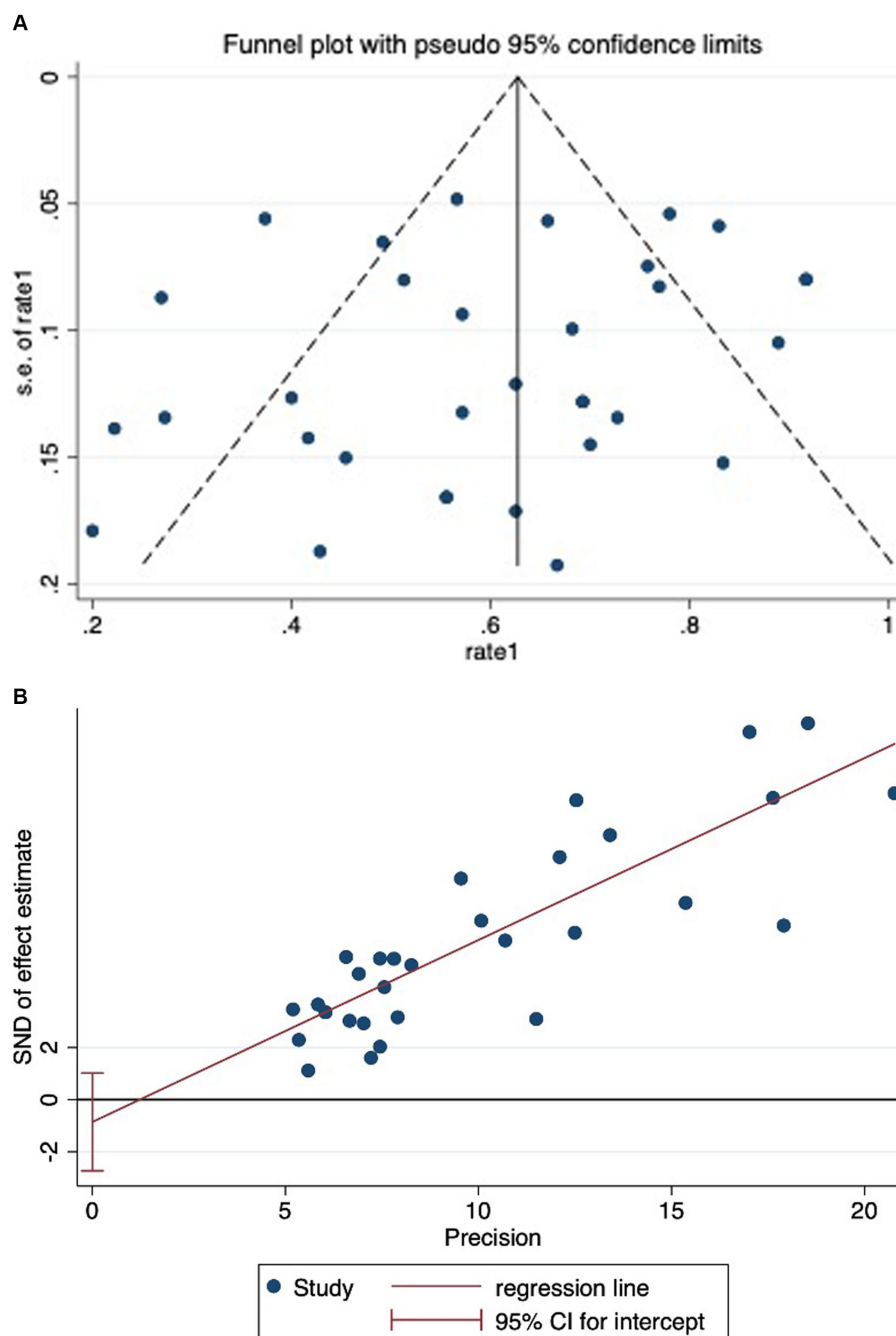 A
Funnel plot with pseudo 95% confidence limits
0
.05
.1
.15
.2
s.e. of rate1
.2 .4 .6 .8 1
rate1
B
SND of effect estimate
2
0
-2
0 5 10 15 20
Precision
Study regression line
95% CI for intercept